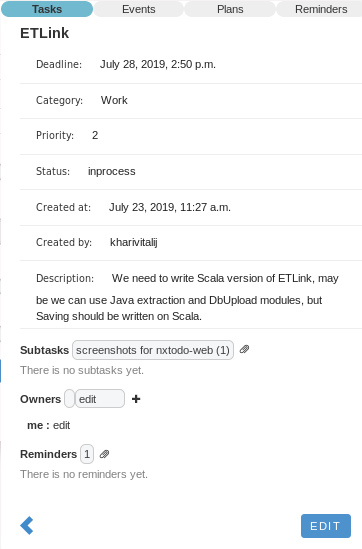 Tasks Events Plans Reminders
ETLink
Deadline: July 28, 2019, 2:50 p.m.
Category: Work
Priority: 2
Status: inprocess
Created at: July 23, 2019, 11:27 a.m.
Created by: kharivitalij
Description: We need to write Scala version of ETLink, may
be we can use Java extraction and DbUpload modules, but
Saving should be written on Scala.
Subtasks screenshots for nxtodo-web (1)
There is no subtasks yet.
Owners edit
me : edit
Reminders 1
There is no reminders yet.
EDIT